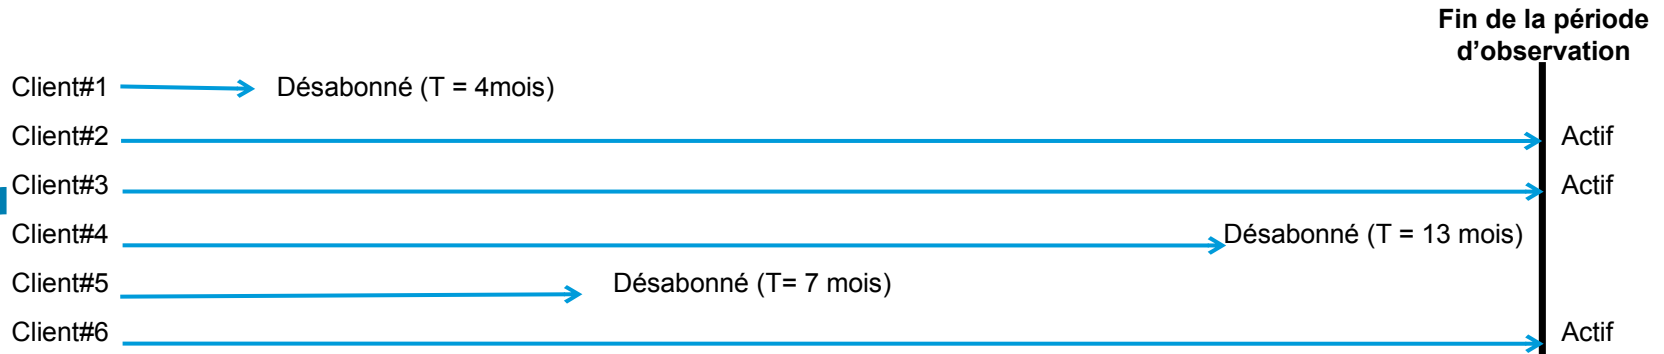 Fin de la période
d’observation
Client#1 Désabonné (T = 4mois)
Client#2 Actif
Client#3 Actif
Client#4 Désabonné (T = 13 mois)
Client#5 Désabonné (T= 7 mois)
Client#6 Actif